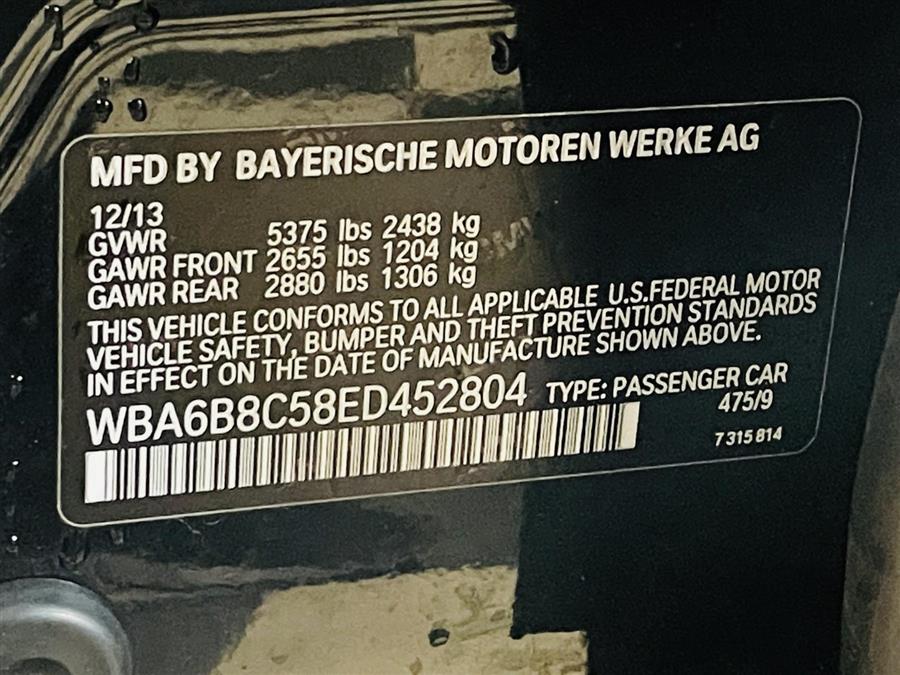 MFD BY BAYERISCHE MOTOREN WERKE AG
12/13
GVWR 5375 lbs 2438 kg
GAWR FRONT 2655 lbs 1204 kg
GAWR REAR 2880 lbs 1306 kg
THIS VEHICLE CONFORMS TO ALL APPLICABLE U.S.FEDERAL MOTOR
VEHICLE SAFETY, BUMPER AND THEFT PREVENTION STANDARDS
IN EFFECT ON THE DATE OF MANUFACTURE SHOWN ABOVE.
WBA6B8C58ED452804 TYPE: PASSENGER CAR
475/9
7 315 814